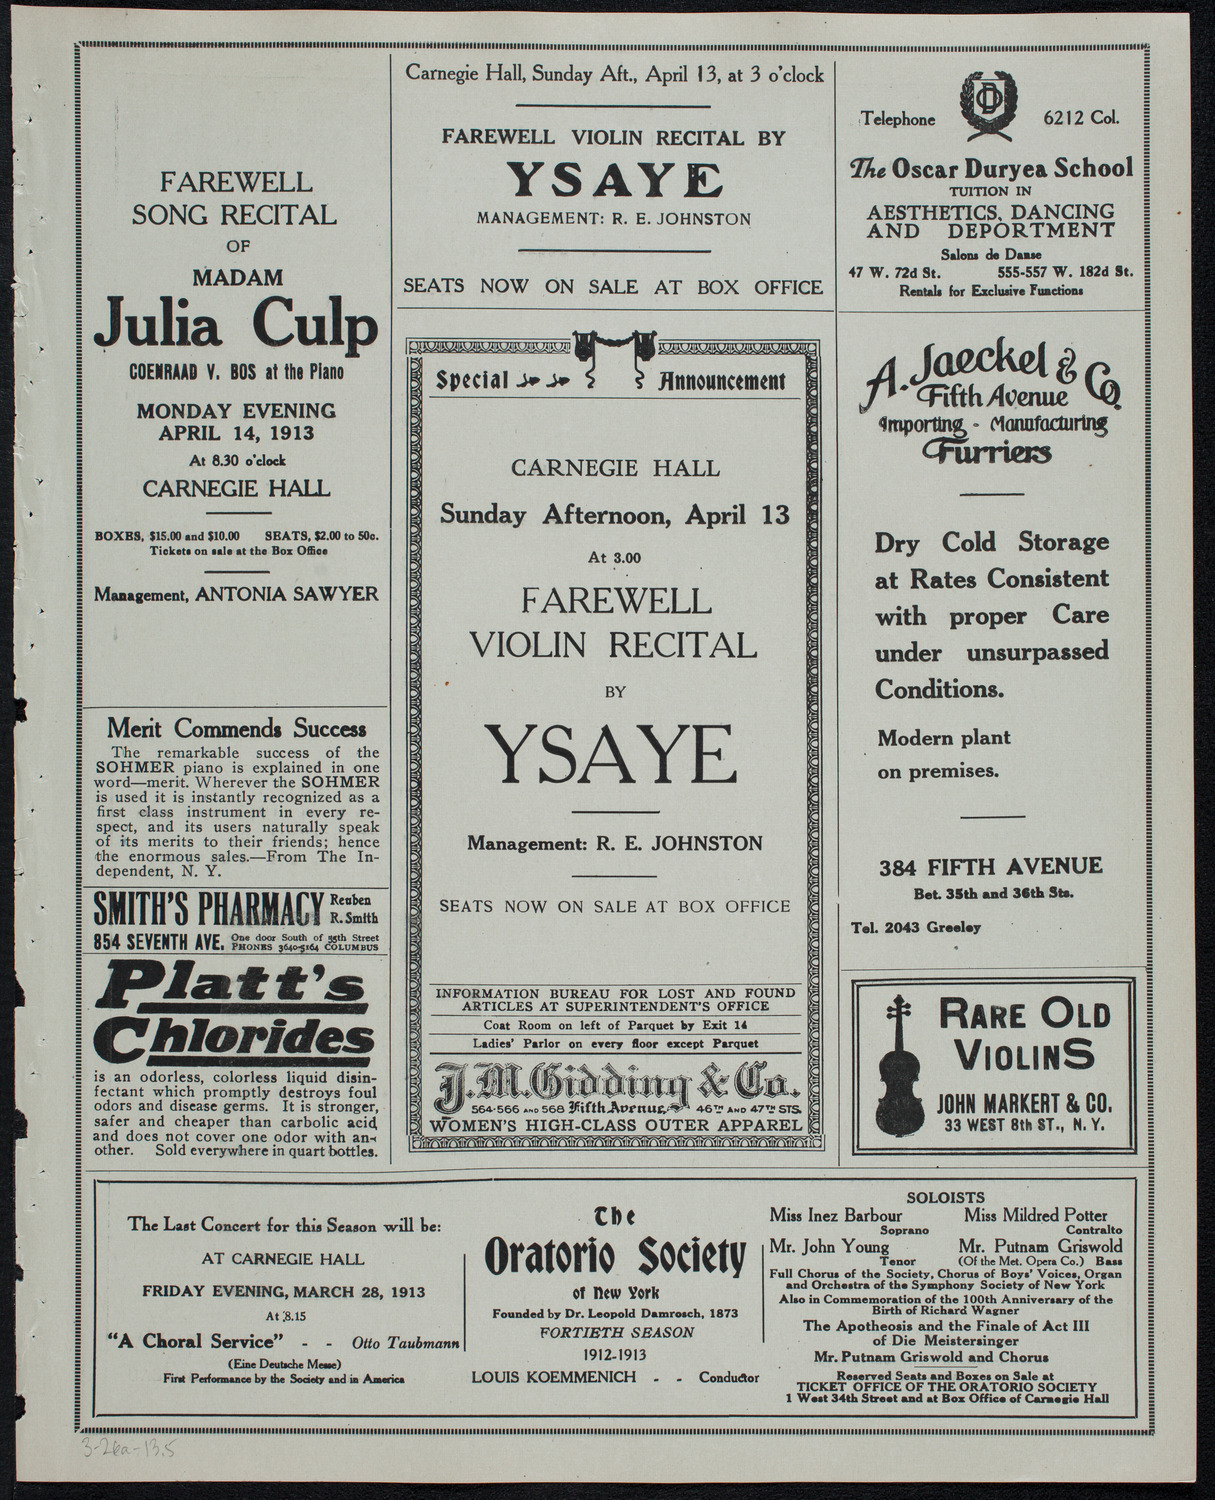 FAREWELL
SONG RECITAL
OF
MADAM
Julia Culp
COENRAAD V. BOS at the Piano
MONDAY EVENING
APRIL 14, 1913
At 8.30 o'clock
CARNEGIE HALL
BOXES, $15.00 and $10.00 SEATS, $2.00 to 50c.
Tickets on sale at the Box Office
Management, ANTONIA SAWYER
Merit Commends Success
The remarkable success of the
SOHMER piano is explained in one
word—merit. Wherever the SOHMER
is used it is instantly recognized as a
first class instrument in every re-
spect, and its users naturally speak
of its merits to their friends; hence
the enormous sales.—From The In-
dependent, N. Y.
SMITH'S PHARMACY Reuben
R. Smith
854 SEVENTH AVE. One door South of 55th Street
PHONES 3640-5164 COLUMBUS
Platt's
Chlorides
is an odorless, colorless liquid disin-
fectant which promptly destroys foul
odors and disease germs. It is stronger,
safer and cheaper than carbolic acid
and does not cover one odor with an-
other. Sold everywhere in quart bottles.
Carnegie Hall, Sunday Aft., April 13, at 3 o'clock
FAREWELL VIOLIN RECITAL BY
YSAYE
MANAGEMENT: R. E. JOHNSTON
SEATS NOW ON SALE AT BOX OFFICE
Special Announcement
CARNEGIE HALL
Sunday Afternoon, April 13
At 3.00
FAREWELL
VIOLIN RECITAL
BY
YSAYE
Management: R. E. JOHNSTON
SEATS NOW ON SALE AT BOX OFFICE
INFORMATION BUREAU FOR LOST AND FOUND
ARTICLES AT SUPERINTENDENT'S OFFICE
Coat Room on left of Parquet by Exit 14
Ladies' Parlor on every floor except Parquet
J. M. Gidding & Co.
564-566 AND 568 Fifth Avenue, 46TH AND 47TH STS.
WOMEN'S HIGH-CLASS OUTER APPAREL
Telephone 6212 Col.
The Oscar Duryea School
TUITION IN
AESTHETICS, DANCING
AND DEPORTMENT
Salons de Danse
47 W. 72d St. 555-557 W. 182d St.
Rentals for Exclusive Functions
A. Jaeckel & Co.
Fifth Avenue
Importing - Manufacturing
Furriers
Dry Cold Storage
at Rates Consistent
with proper Care
under unsurpassed
Conditions.
Modern plant
on premises.
384 FIFTH AVENUE
Bet. 35th and 36th Sts.
Tel. 2043 Greeley
RARE OLD
VIOLINS
JOHN MARKERT & CO.
33 WEST 8th ST., N. Y.
The Last Concert for this Season will be:
AT CARNEGIE HALL
FRIDAY EVENING, MARCH 28, 1913
At 8.15
"A Choral Service" - - Otto Taubmann
(Eine Deutsche Messe)
First Performance by the Society and in America
The
Oratorio Society
of New York
Founded by Dr. Leopold Damrosch, 1873
FORTIETH SEASON
1912-1913
LOUIS KOEMMENICH - - Conductor
SOLOISTS
Miss Inez Barbour Miss Mildred Potter
Soprano Contralto
Mr. John Young Mr. Putnam Griswold
Tenor (Of the Met. Opera Co.) Bass
Full Chorus of the Society, Chorus of Boys' Voices, Organ
and Orchestra of the Symphony Society of New York
Also in Commemoration of the 100th Anniversary of the
Birth of Richard Wagner
The Apotheosis and the Finale of Act III
of Die Meistersinger
Mr. Putnam Griswold and Chorus
Reserved Seats and Boxes on Sale at
TICKET OFFICE OF THE ORATORIO SOCIETY
1 West 34th Street and at Box Office of Carnegie Hall
3-26a-13.5